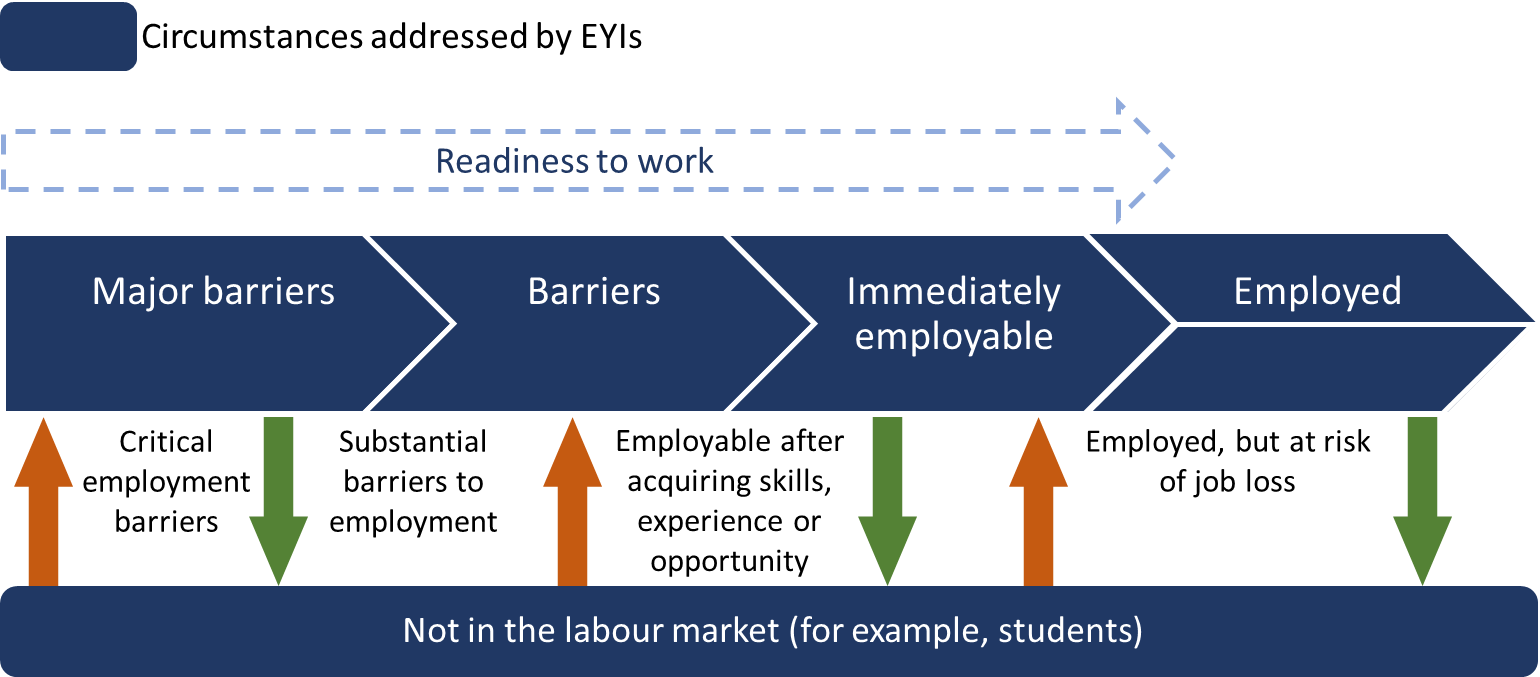 Circumstances addressed by EYIs
Readiness to work
Major barriers
Barriers
Immediately
employable
Employed
Critical
employment
barriers
Substantial
barriers to
employment
Employable after
acquiring skills,
experience or
opportunity
Employed, but at risk
of job loss
Not in the labour market (for example, students)